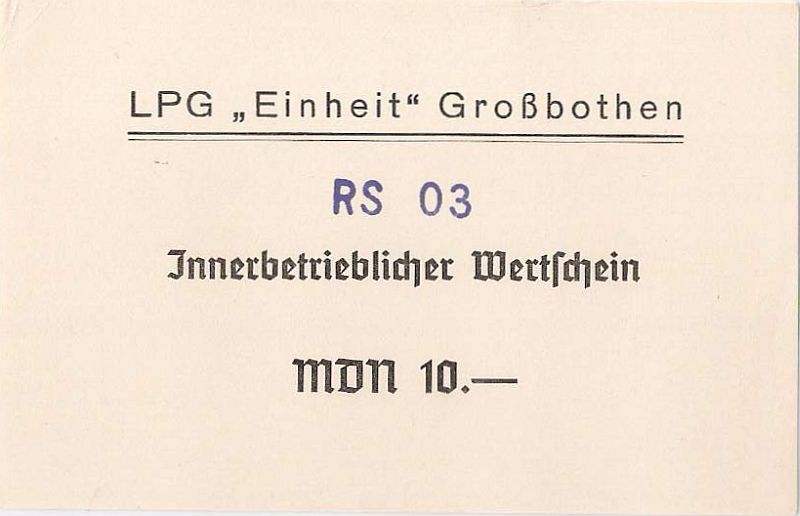 LPG „Einheit“ Großbothen
RS 03
Innerbetrieblicher Wertſchein
MDN 10.—